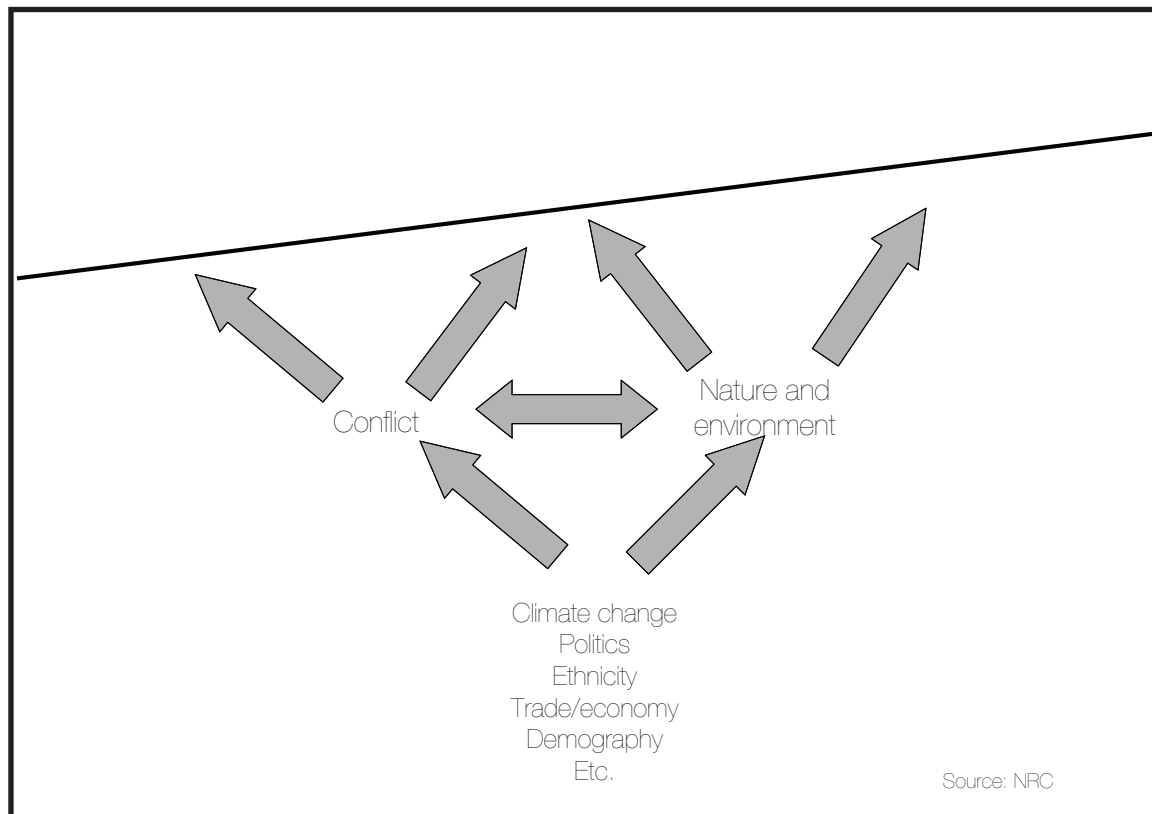 Conflict
Nature and
environment
Climate change
Politics
Ethnicity
Trade/economy
Demography
Etc.
Source: NRC